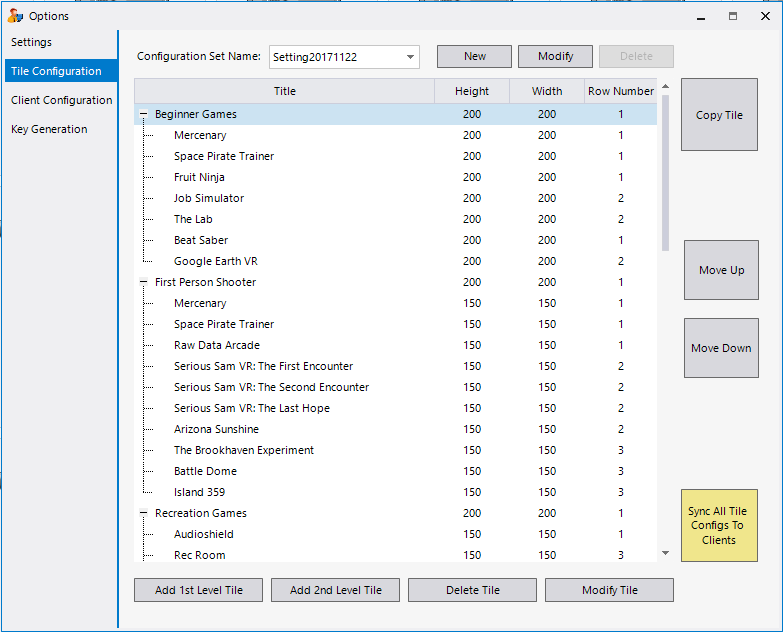 Options
Settings
Tile Configuration
Client Configuration
Key Generation
Configuration Set Name: Setting20171122 New Modify Delete
Title Height Width Row Number
Beginner Games 200 200 1
Mercenary 200 200 1
Space Pirate Trainer 200 200 1
Fruit Ninja 200 200 1
Job Simulator 200 200 2
The Lab 200 200 2
Beat Saber 200 200 1
Google Earth VR 200 200 2
First Person Shooter 200 200 1
Mercenary 150 150 1
Space Pirate Trainer 150 150 1
Raw Data Arcade 150 150 1
Serious Sam VR: The First Encounter 150 150 2
Serious Sam VR: The Second Encounter 150 150 2
Serious Sam VR: The Last Hope 150 150 2
Arizona Sunshine 150 150 2
The Brookhaven Experiment 150 150 3
Battle Dome 150 150 3
Island 359 150 150 3
Recreation Games 200 200 1
Audioshield 150 150 1
Rec Room 150 150 3
Copy Tile
Move Up
Move Down
Sync All Tile
Configs To
Clients
Add 1st Level Tile Add 2nd Level Tile Delete Tile Modify Tile